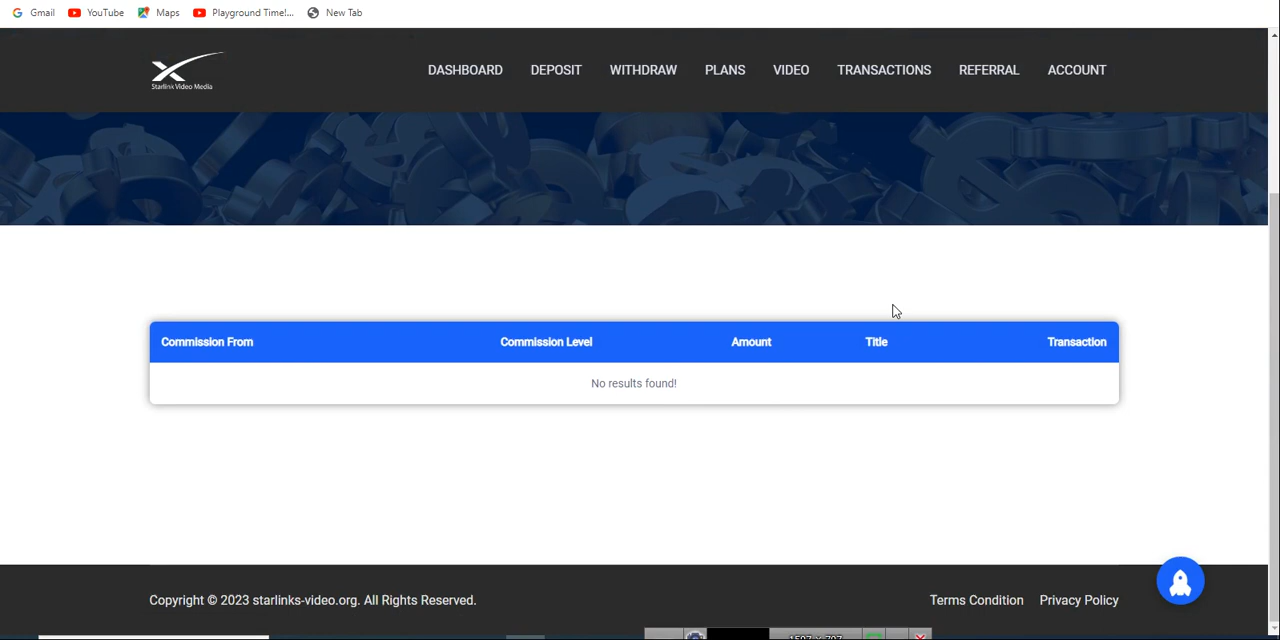 Gmail YouTube Maps Playground Time!... New Tab
Starlink Video Media
DASHBOARD DEPOSIT WITHDRAW PLANS VIDEO TRANSACTIONS REFERRAL ACCOUNT
Commission From Commission Level Amount Title Transaction
No results found!
Copyright © 2023 starlinks-video.org. All Rights Reserved. Terms Condition Privacy Policy